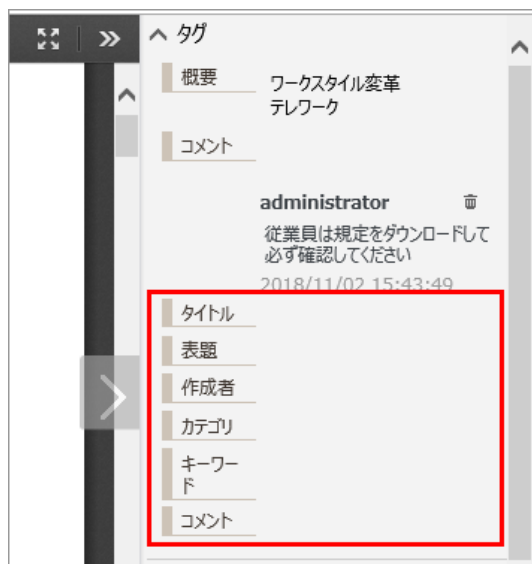 タグ
概要
ワークスタイル変革
テレワーク
コメント
administrator
従業員は規定をダウンロードして
必ず確認してください
2018/11/02 15:43:49
タイトル
表題
作成者
カテゴリ
キーワー
ド
コメント